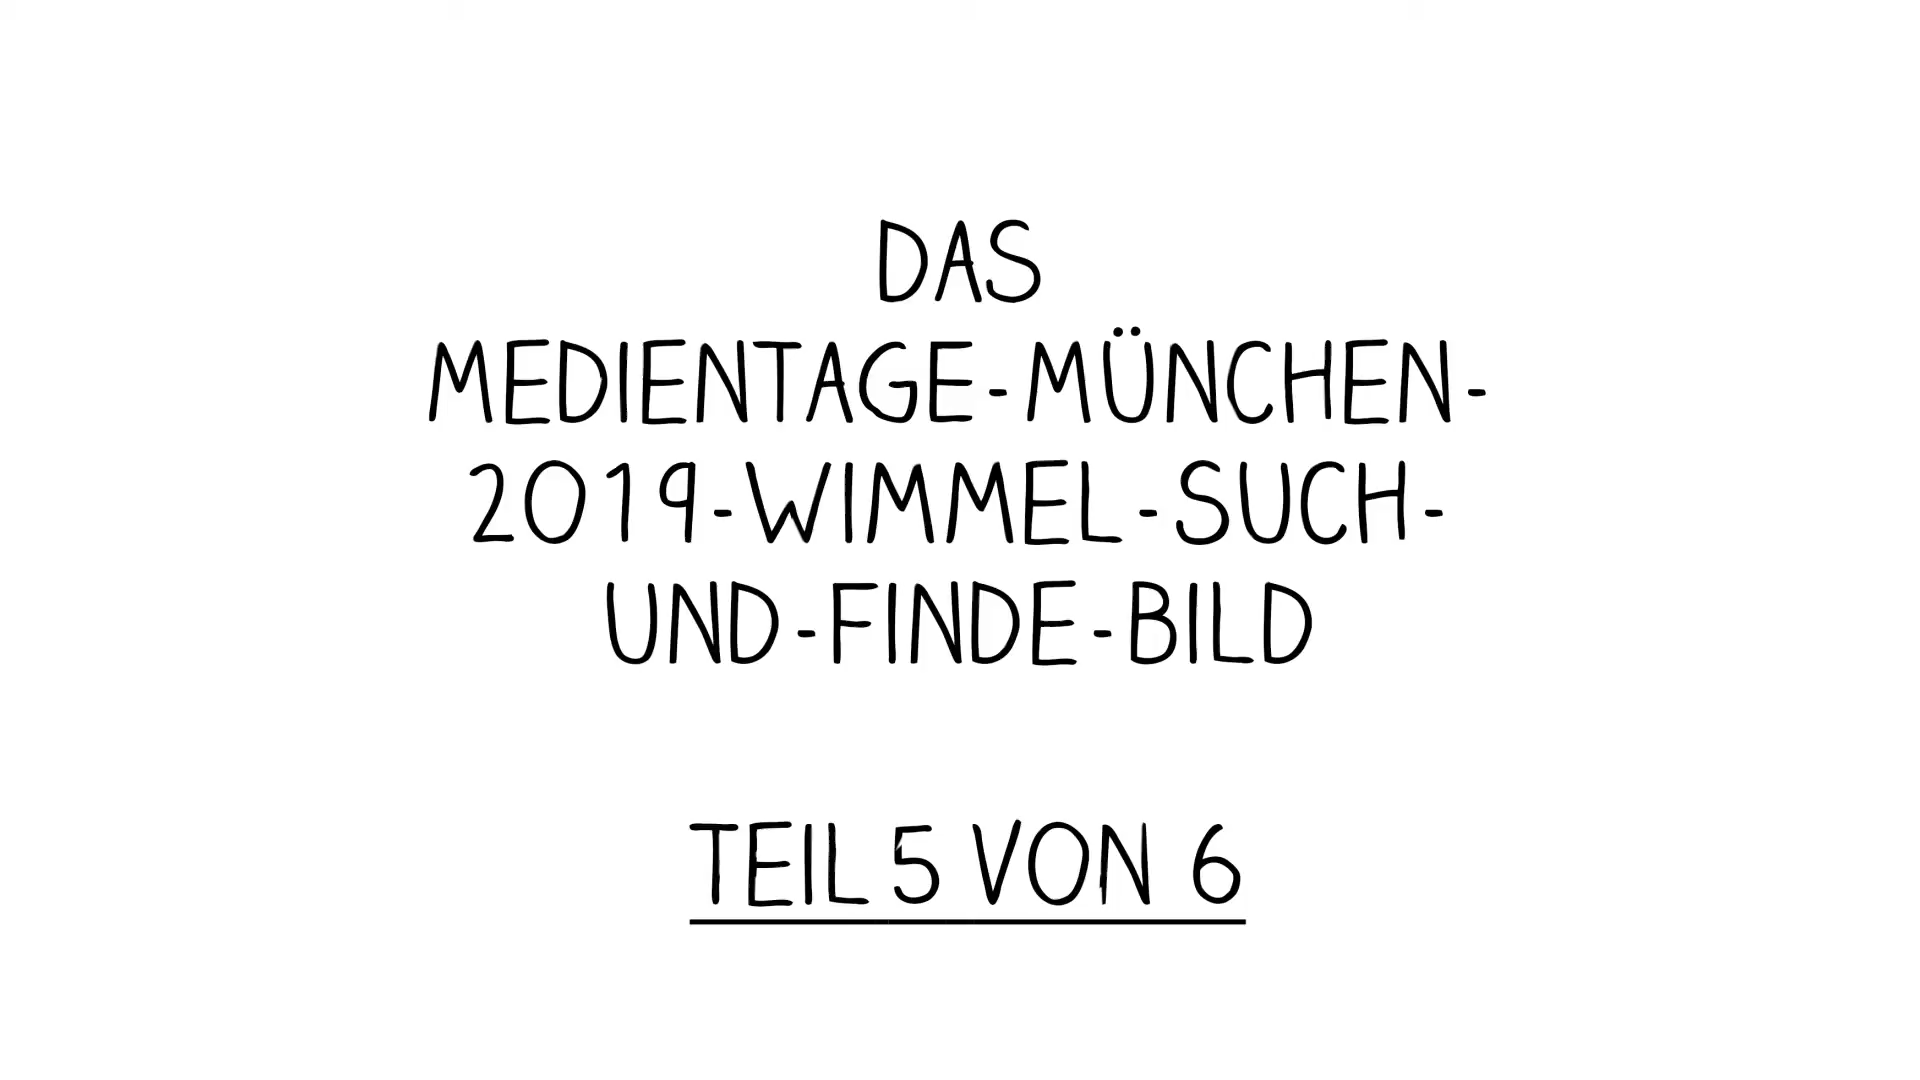 DAS
MEDIENTAGE-MÜNCHEN-
2019-WIMMEL-SUCH-
UND-FINDE-BILD
TEIL 5 VON 6